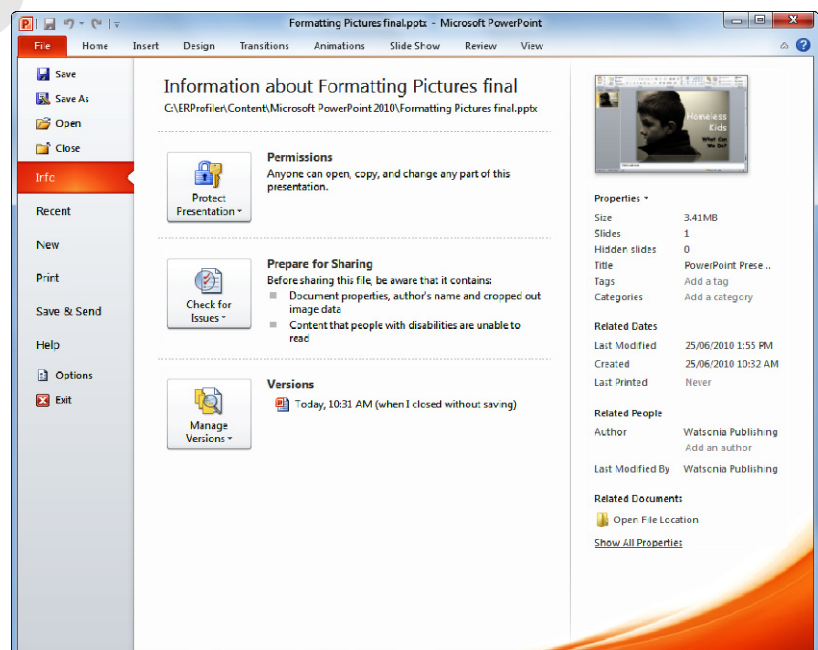 Formatting Pictures final.pptx - Microsoft PowerPoint
File Home Insert Design Transitions Animations Slide Show Review View
Save
Save As
Open
Close
Info
Recent
New
Print
Save & Send
Help
Options
Exit
Information about Formatting Pictures final
C:\ERProfiler\Content\Microsoft PowerPoint 2010\Formatting Pictures final.pptx
Protect
Presentation
Permissions
Anyone can open, copy, and change any part of this
presentation.
Check for
Issues
Prepare for Sharing
Before sharing this file, be aware that it contains:
Document properties, author's name and cropped out
image data
Content that people with disabilities are unable to
read
Manage
Versions
Versions
Today, 10:31 AM (when I closed without saving)
Homeless
Kids
What Can
We Do?
Properties
Size 3.41MB
Slides 1
Hidden slides 0
Title PowerPoint Prese...
Tags Add a tag
Categories Add a category
Related Dates
Last Modified 25/06/2010 1:55 PM
Created 25/06/2010 10:32 AM
Last Printed Never
Related People
Author Watsonia Publishing
Add an author
Last Modified By Watsonia Publishing
Related Documents
Open File Location
Show All Properties